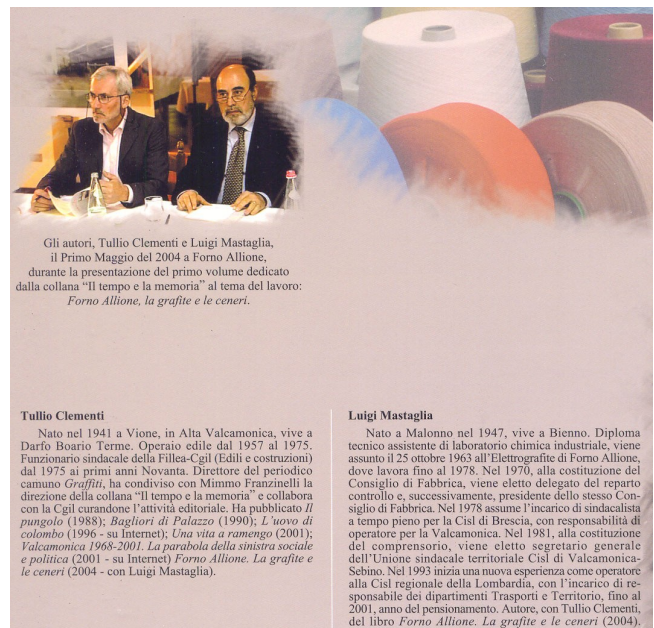 Gli autori, Tullio Clementi e Luigi Mastaglia,
il Primo Maggio del 2004 a Forno Allione,
durante la presentazione del primo volume dedicato
dalla collana “Il tempo e la memoria” al tema del lavoro:
Forno Allione, la grafite e le ceneri.
Tullio Clementi
Nato nel 1941 a Vione, in Alta Valcamonica, vive a
Darfo Boario Terme. Operaio edile dal 1957 al 1975.
Funzionario sindacale della Fillea-Cgil (Edili e costruzioni)
dal 1975 ai primi anni Novanta. Direttore del periodico
camuno Graffiti, ha condiviso con Mimmo Franzinelli la
direzione della collana “Il tempo e la memoria” e collabora
con la Cgil curandone l’attività editoriale. Ha pubblicato Il
pungolo (1988); Bagliori di Palazzo (1990); L’uovo di
colombo (1996 - su Internet); Una vita a ramengo (2001);
Valcamonica 1968-2001. La parabola della sinistra sociale
e politica (2001 - su Internet) Forno Allione. La grafite e
le ceneri (2004 - con Luigi Mastaglia).
Luigi Mastaglia
Nato a Malonno nel 1947, vive a Bienno. Diploma
tecnico assistente di laboratorio chimica industriale, viene
assunto il 25 ottobre 1963 all’Elettrografite di Forno Allione,
dove lavora fino al 1978. Nel 1970, alla costituzione del
Consiglio di Fabbrica, viene eletto delegato del reparto
controllo e, successivamente, presidente dello stesso Con-
siglio di Fabbrica. Nel 1978 assume l’incarico di sindacalista
a tempo pieno per la Cisl di Brescia, con responsabilità di
operatore per la Valcamonica. Nel 1981, alla costituzione
del comprensorio, viene eletto segretario generale
dell’Unione sindacale territoriale Cisl di Valcamonica-
Sebino. Nel 1993 inizia una nuova esperienza come operatore
alla Cisl regionale della Lombardia, con l’incarico di re-
sponsabile dei dipartimenti Trasporti e Territorio, fino al
2001, anno del pensionamento. Autore, con Tullio Clementi,
del libro Forno Allione. La grafite e le ceneri (2004).